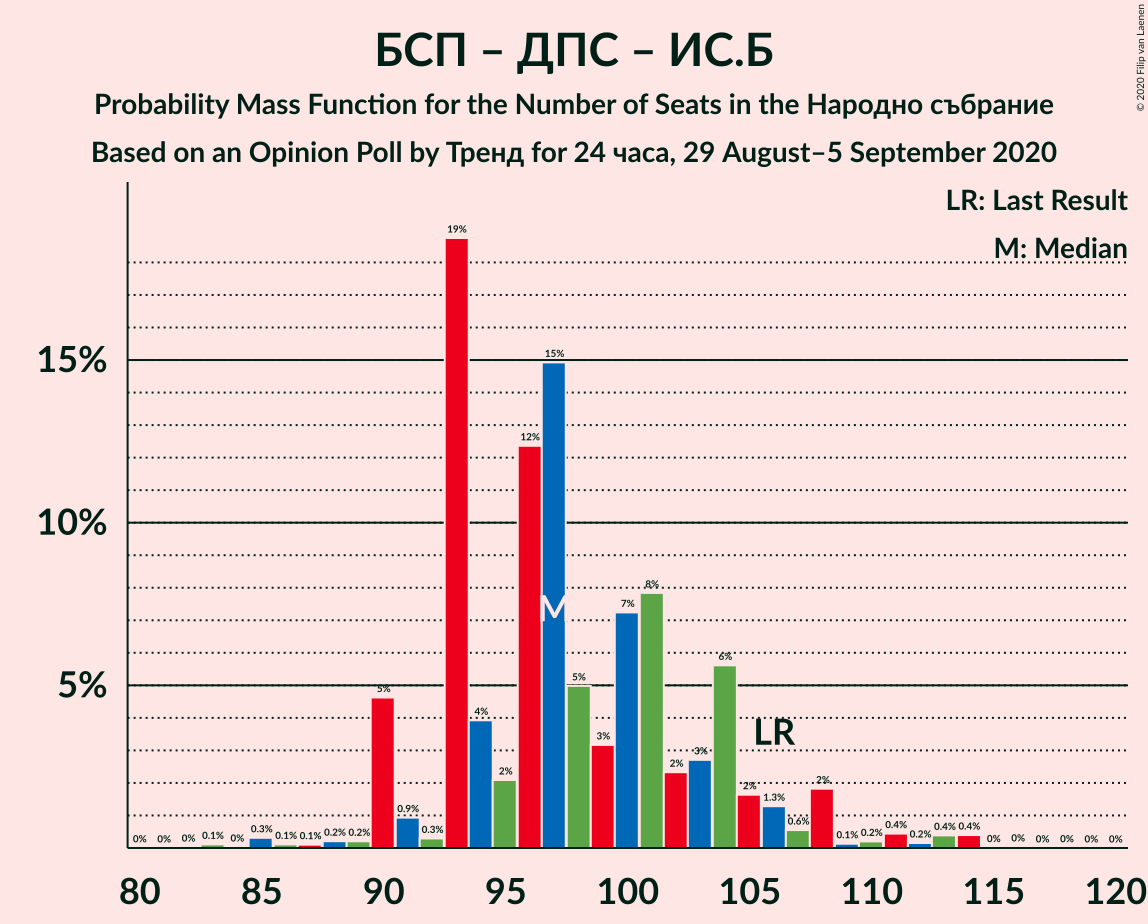 БСП – ДПС – ИС.Б
Probability Mass Function for the Number of Seats in the Народно събрание
Based on an Opinion Poll by Тренд for 24 часа, 29 August–5 September 2020
© 2020 Filip van Laenen
LR: Last Result
M: Median
15%
10%
5%
0% 0% 0% 0.1% 0% 0.3% 0.1% 0.1% 0.2% 0.2% 5% 0.9% 0.3% 19% 4% 2% 12% 15% 5% 3% 7% 8% 2% 3% 6% 2% 1.3% 0.6% 2% 0.1% 0.2% 0.4% 0.2% 0.4% 0.4% 0% 0% 0% 0% 0% 0%
M
LR
80 85 90 95 100 105 110 115 120